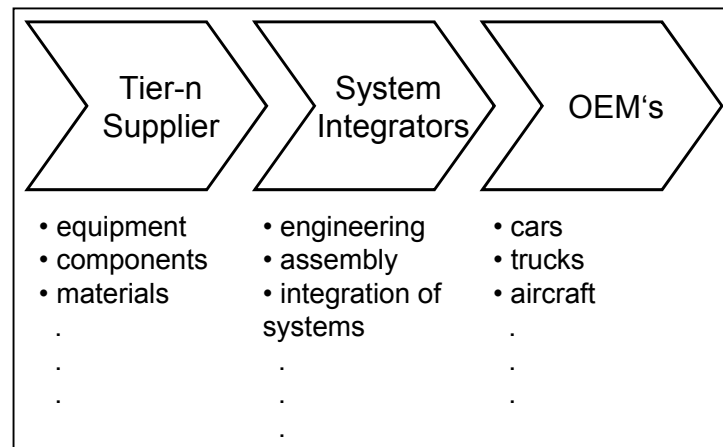 Tier-n
Supplier
System
Integrators
OEM‘s
• equipment
• components
• materials
.
.
.
• engineering
• assembly
• integration of
systems
.
.
.
.
• cars
• trucks
• aircraft
.
.
.